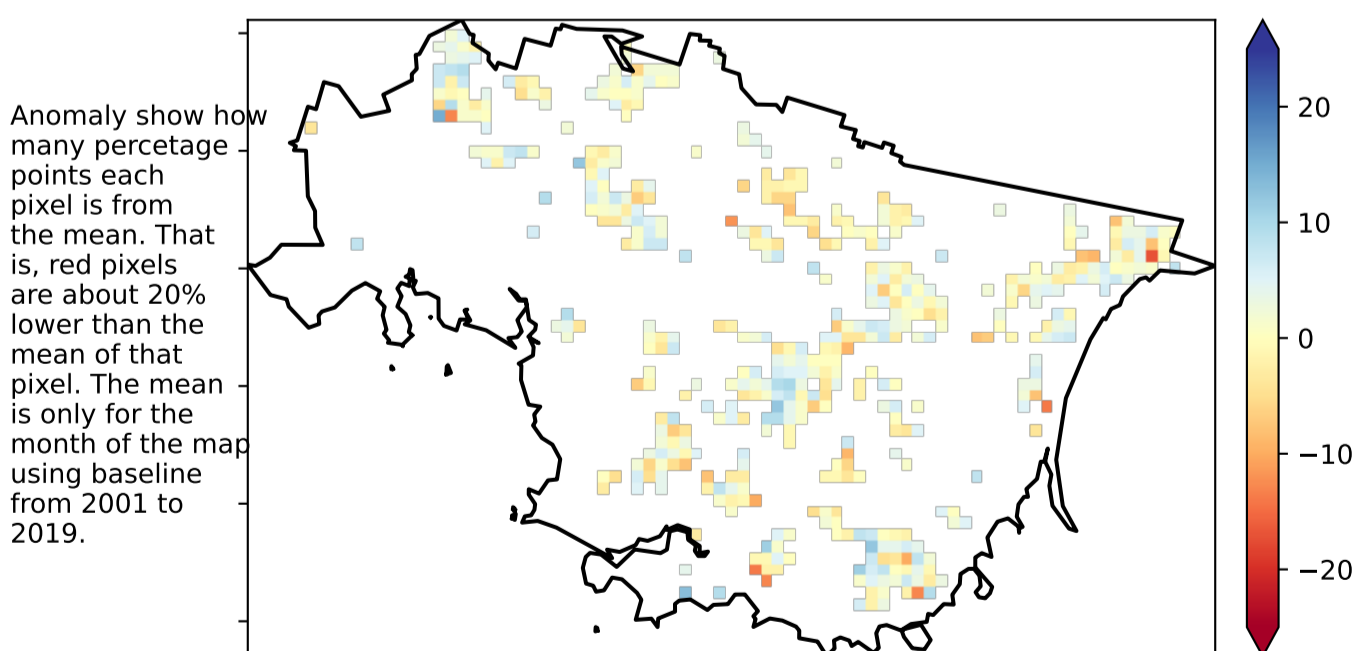 Anomaly show how
many percetage
points each
pixel is from
the mean. That
is, red pixels
are about 20%
lower than the
mean of that
pixel. The mean
is only for the
month of the map
using baseline
from 2001 to
2019.
20
10
0
−10
−20